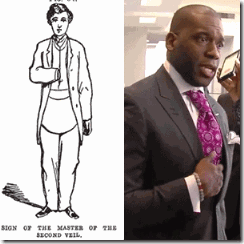 SIGN OF THE MASTER OF THE
SECOND VEIL.